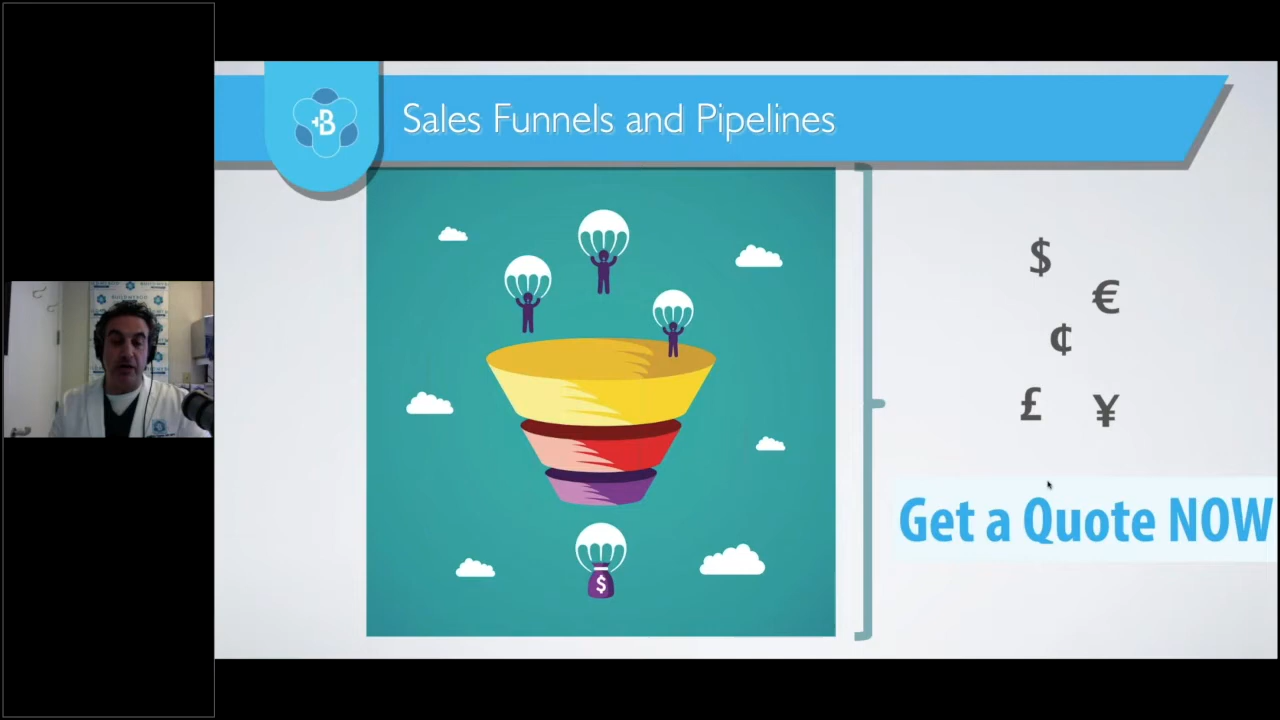 B
Sales Funnels and Pipelines
$
€
¢
£ ¥
$
Get a Quote NOW